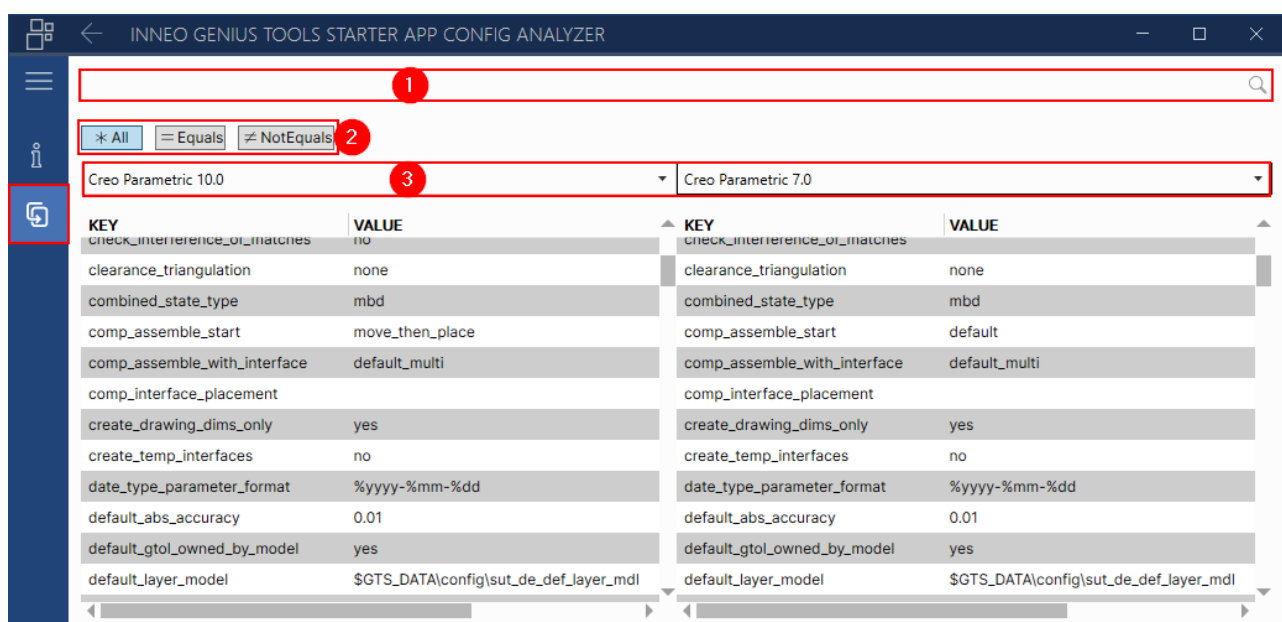 INNEO GENIUS TOOLS STARTER APP CONFIG ANALYZER
1
All = Equals ≠ NotEquals 2
Creo Parametric 10.0 3 Creo Parametric 7.0
KEY VALUE KEY VALUE
check_interference_of_matches no check_interference_of_matches
clearance_triangulation none clearance_triangulation none
combined_state_type mbd combined_state_type mbd
comp_assemble_start move_then_place comp_assemble_start default
comp_assemble_with_interface default_multi comp_assemble_with_interface default_multi
comp_interface_placement comp_interface_placement
create_drawing_dims_only yes create_drawing_dims_only yes
create_temp_interfaces no create_temp_interfaces no
date_type_parameter_format %yyyy-%mm-%dd date_type_parameter_format %yyyy-%mm-%dd
default_abs_accuracy 0.01 default_abs_accuracy 0.01
default_gtol_owned_by_model yes default_gtol_owned_by_model yes
default_layer_model $GTS_DATA\config\sut_de_def_layer_mdl default_layer_model $GTS_DATA\config\sut_de_def_layer_mdl